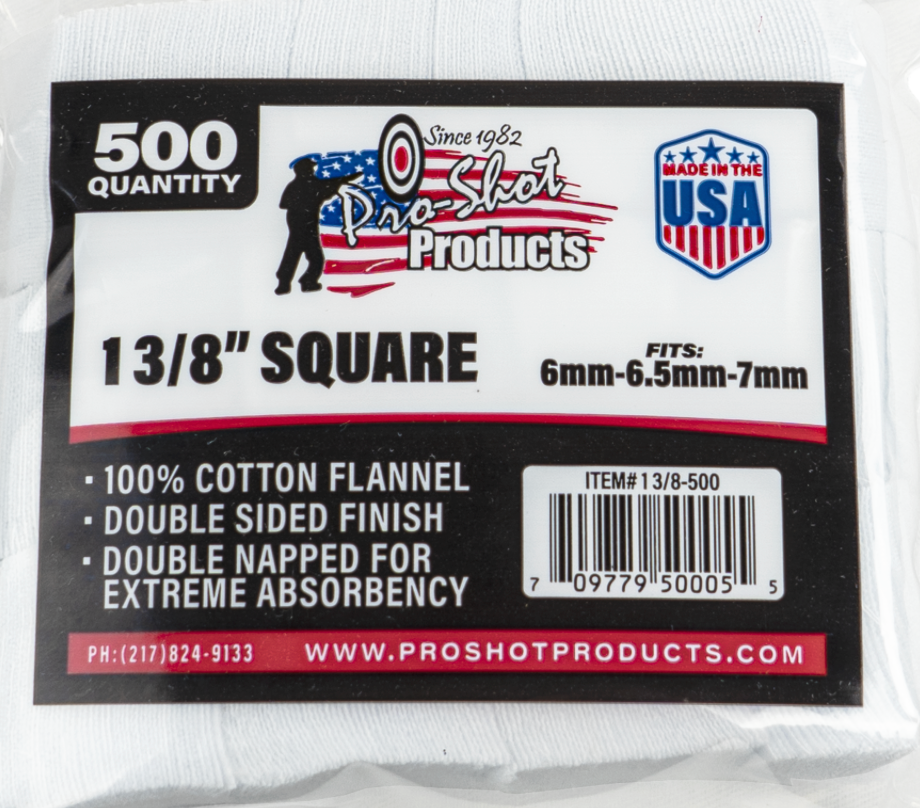 500
QUANTITY
Since 1982
Pro-Shot
Products
MADE IN THE
USA
1 3/8" SQUARE
FITS:
6mm-6.5mm-7mm
· 100% COTTON FLANNEL
· DOUBLE SIDED FINISH
· DOUBLE NAPPED FOR
EXTREME ABSORBENCY
ITEM# 1 3/8-500
7 09779 50005 5
PH:(217)824-9133
WWW.PROSHOTPRODUCTS.COM